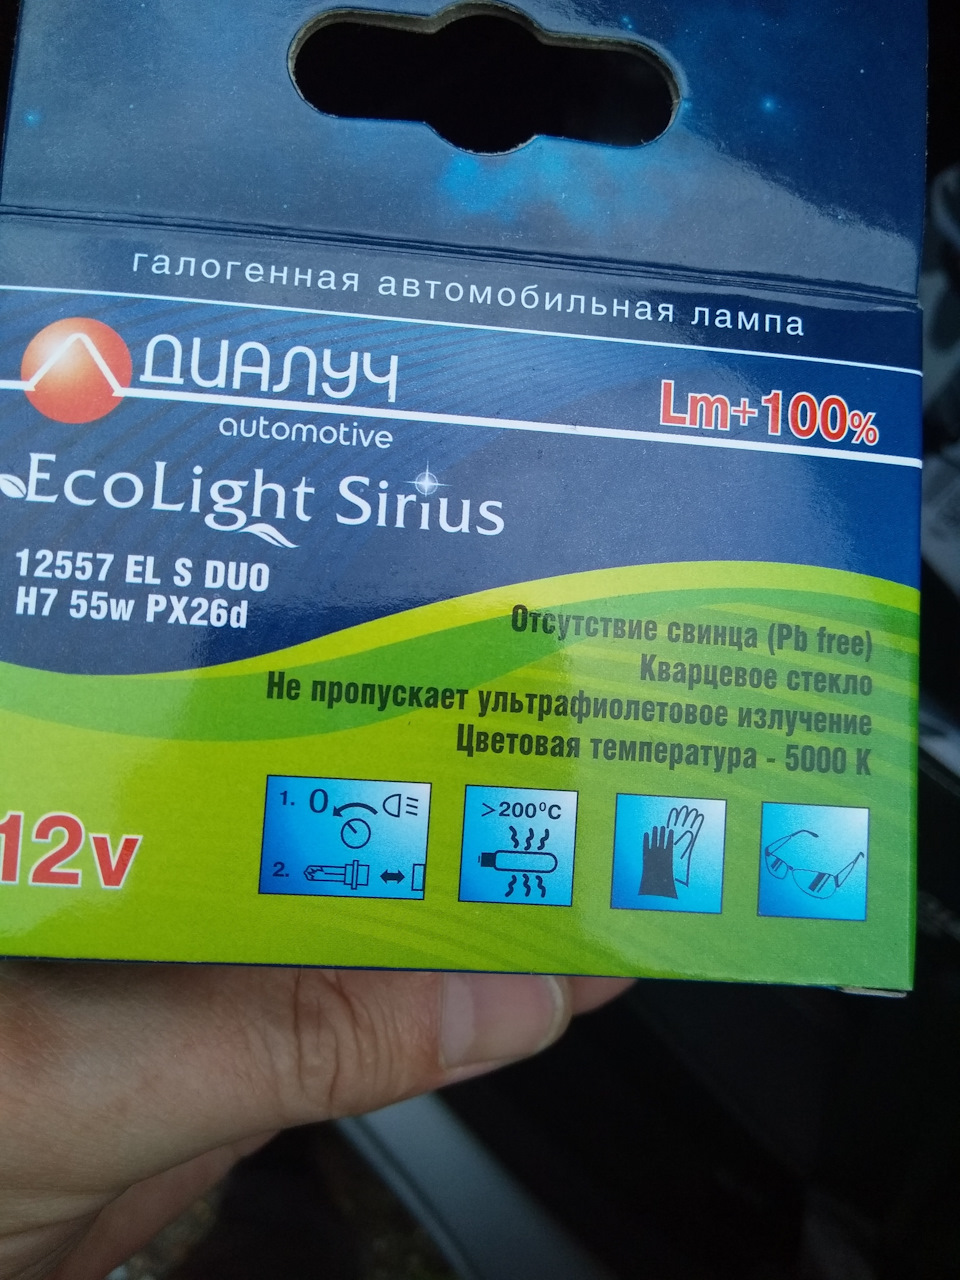 галогенная автомобильная лампа
ДИАЛУЧ
automotive
Lm+100%
EcoLight Sirius
12557 EL S DUO
H7 55w PX26d
Отсутствие свинца (Pb free)
Кварцевое стекло
Не пропускает ультрафиолетовое излучение
Цветовая температура - 5000 K
12v
1. 0
2.
>200°C